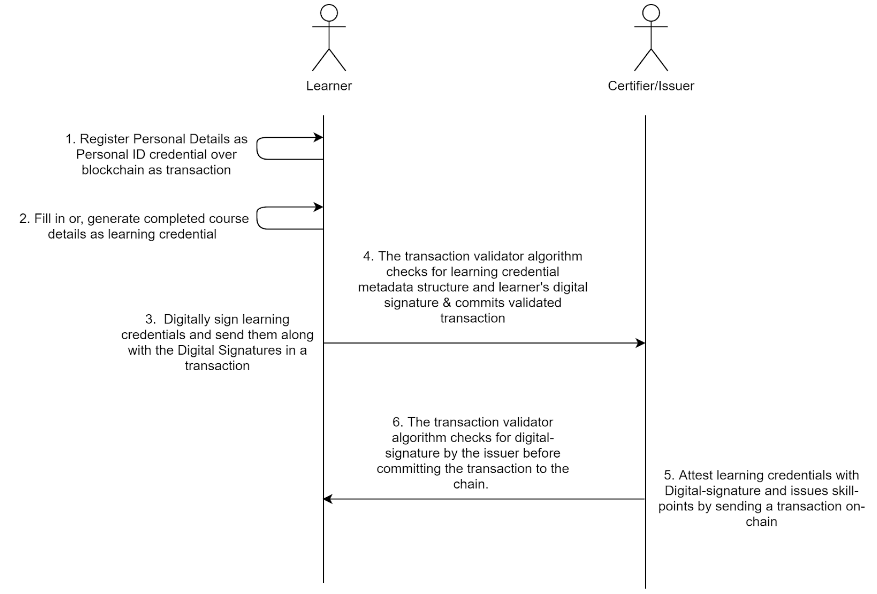 Learner
Certifier/Issuer
1. Register Personal Details as
Personal ID credential over
blockchain as transaction
2. Fill in or, generate completed course
details as learning credential
3. Digitally sign learning
credentials and send them along
with the Digital Signatures in a
transaction
4. The transaction validator algorithm
checks for learning credential
metadata structure and learner's digital
signature & commits validated
transaction
5. Attest learning credentials with
Digital-signature and issues skill-
points by sending a transaction on-
chain
6. The transaction validator
algorithm checks for digital-
signature by the issuer before
committing the transaction to the
chain.